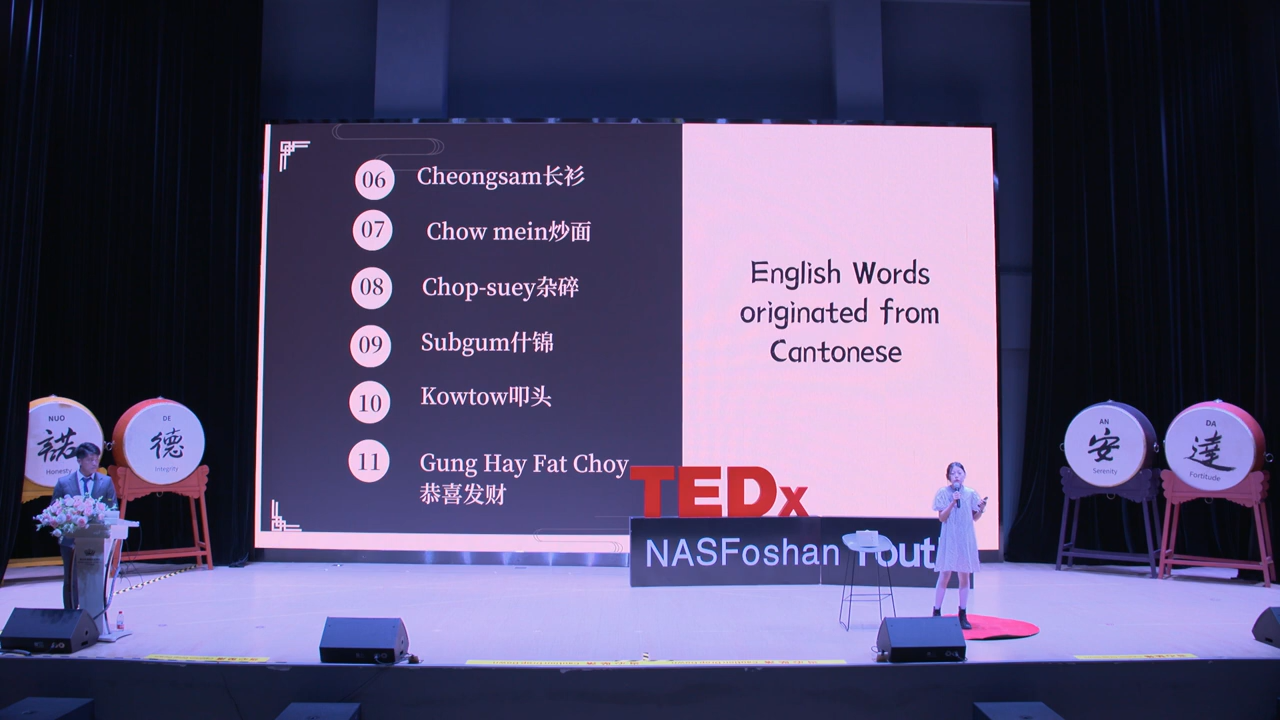 06 Cheongsam长衫
07 Chow mein炒面
08 Chop-suey杂碎
09 Subgum什锦
10 Kowtow叩头
11 Gung Hay Fat Choy
恭喜发财
English Words
originated from
Cantonese
TEDx
NASFoshan Yout
NUO
諾
Honesty
DE
德
Integrity
AN
安
Serenity
DA
達
Fortitude